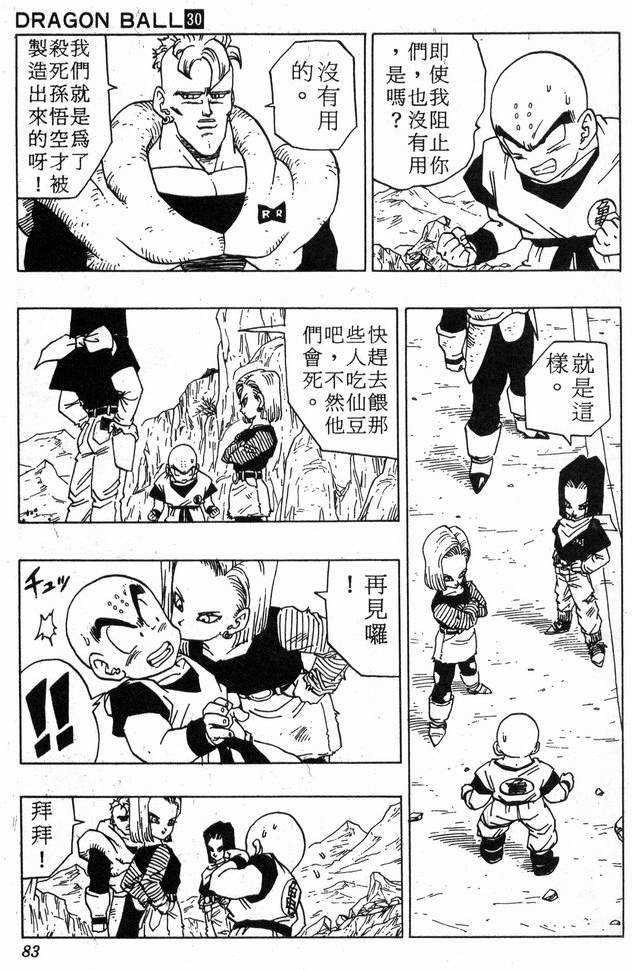 DRAGON BALL 30
即使我阻止你
們，也沒有用
，是嗎？
沒有用
的。
RR
我們就是爲了
殺死孫悟空才被
製造出來的呀！
龜
就是這
樣。
快趕去餵那
些人吃仙豆
吧，不然他
們會死。
再見囉
！
チュッ
!!
拜拜！
83